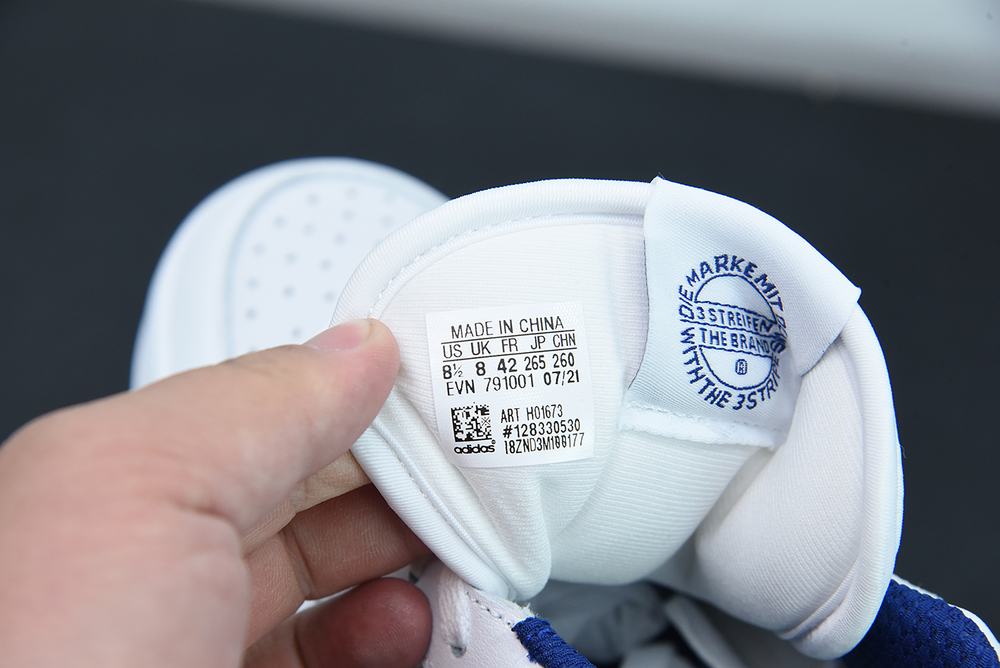 MADE IN CHINA
US UK FR JP CHN
8½ 8 42 265 260
EVN 791001 07/21
ART H01673
#128330530
adidas
DIE MARKE MIT
3 STREIFEN
THE BRAND
WITH THE 3 STRIPES